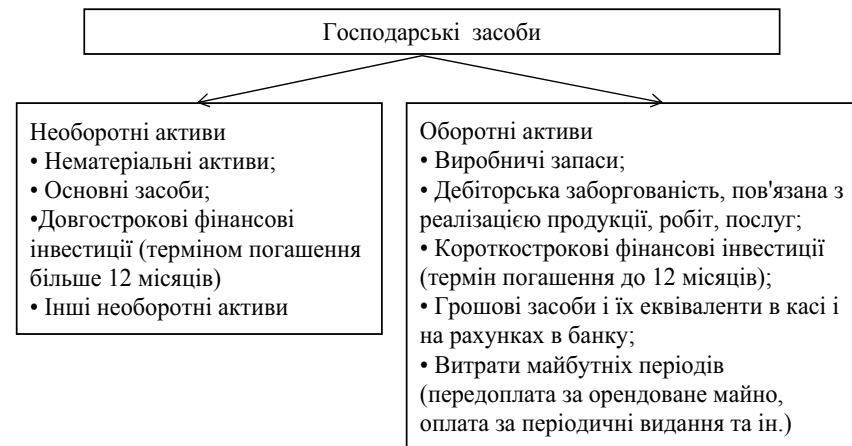 Господарські засоби
Необоротні активи
• Нематеріальні активи;
• Основні засоби;
•Довгострокові фінансові
інвестиції (терміном погашення
більше 12 місяців)
• Інші необоротні активи
Оборотні активи
• Виробничі запаси;
• Дебіторська заборгованість, пов'язана з
реалізацією продукції, робіт, послуг;
• Короткострокові фінансові інвестиції
(термін погашення до 12 місяців);
• Грошові засоби і їх еквіваленти в касі і
на рахунках в банку;
• Витрати майбутніх періодів
(передоплата за орендоване майно,
оплата за періодичні видання та ін.)